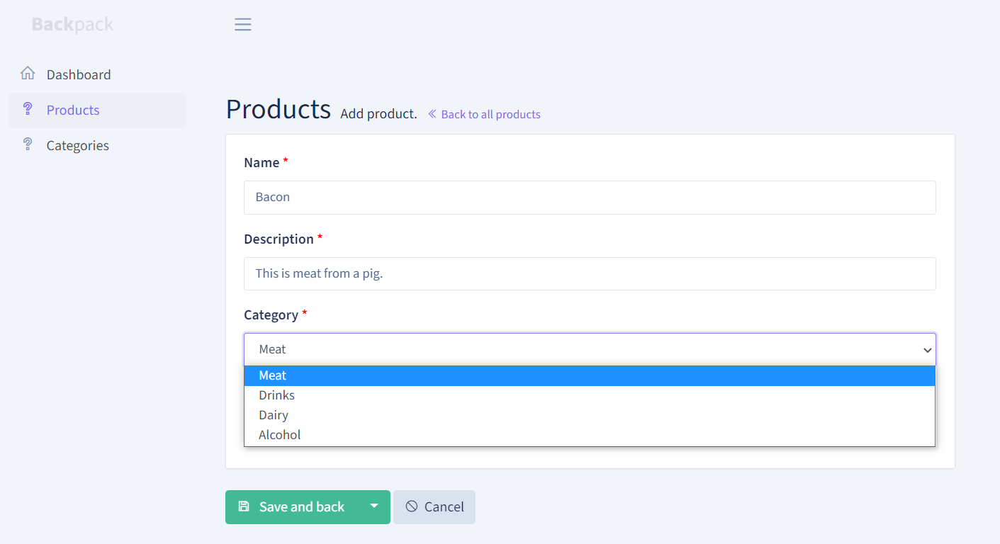 Backpack
Dashboard
Products
Categories
Products Add product. « Back to all products
Name *
Bacon
Description *
This is meat from a pig.
Category *
Meat
Meat
Drinks
Dairy
Alcohol
Save and back
Cancel